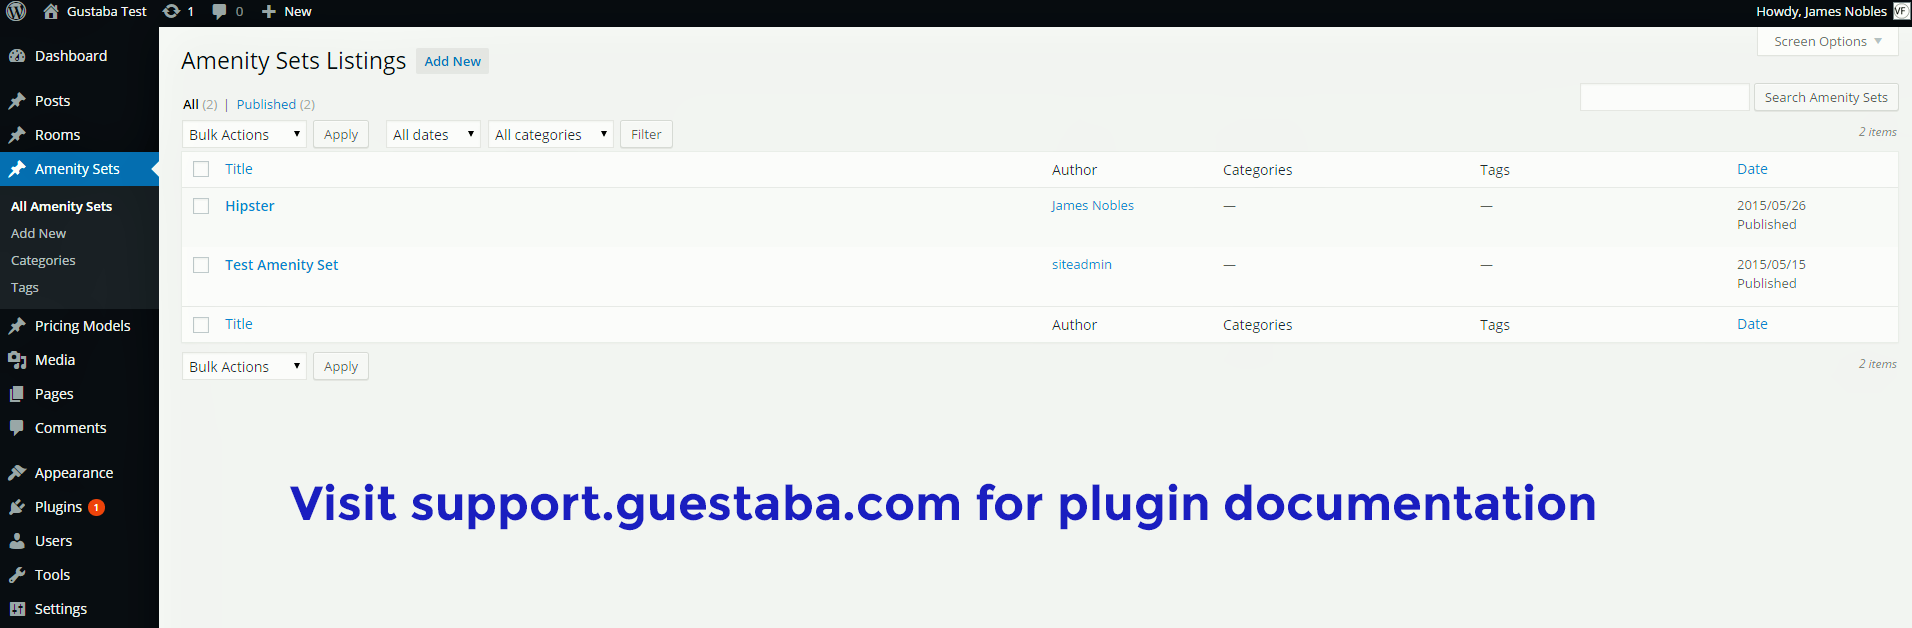 Gustaba Test 1 0 New Howdy, James Nobles VF
Screen Options
Dashboard
Posts
Rooms
Amenity Sets
All Amenity Sets
Add New
Categories
Tags
Pricing Models
Media
Pages
Comments
Appearance
Plugins 1
Users
Tools
Settings
Amenity Sets Listings Add New
All (2) | Published (2)
Search Amenity Sets
Bulk Actions Apply All dates All categories Filter
2 items
Title Author Categories Tags Date
Hipster James Nobles — — 2015/05/26
Published
Test Amenity Set siteadmin — — 2015/05/15
Published
Title Author Categories Tags Date
Bulk Actions Apply
2 items
Visit support.guestaba.com for plugin documentation